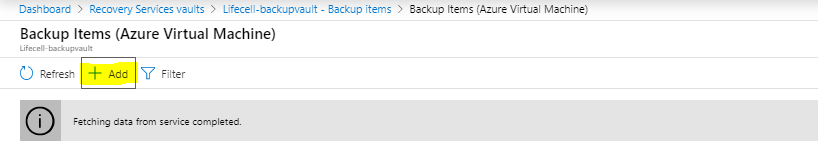 Dashboard > Recovery Services vaults > Lifecell-backupvault - Backup items > Backup Items (Azure Virtual Machine)
Backup Items (Azure Virtual Machine)
Lifecell-backupvault
Refresh + Add Filter
Fetching data from service completed.